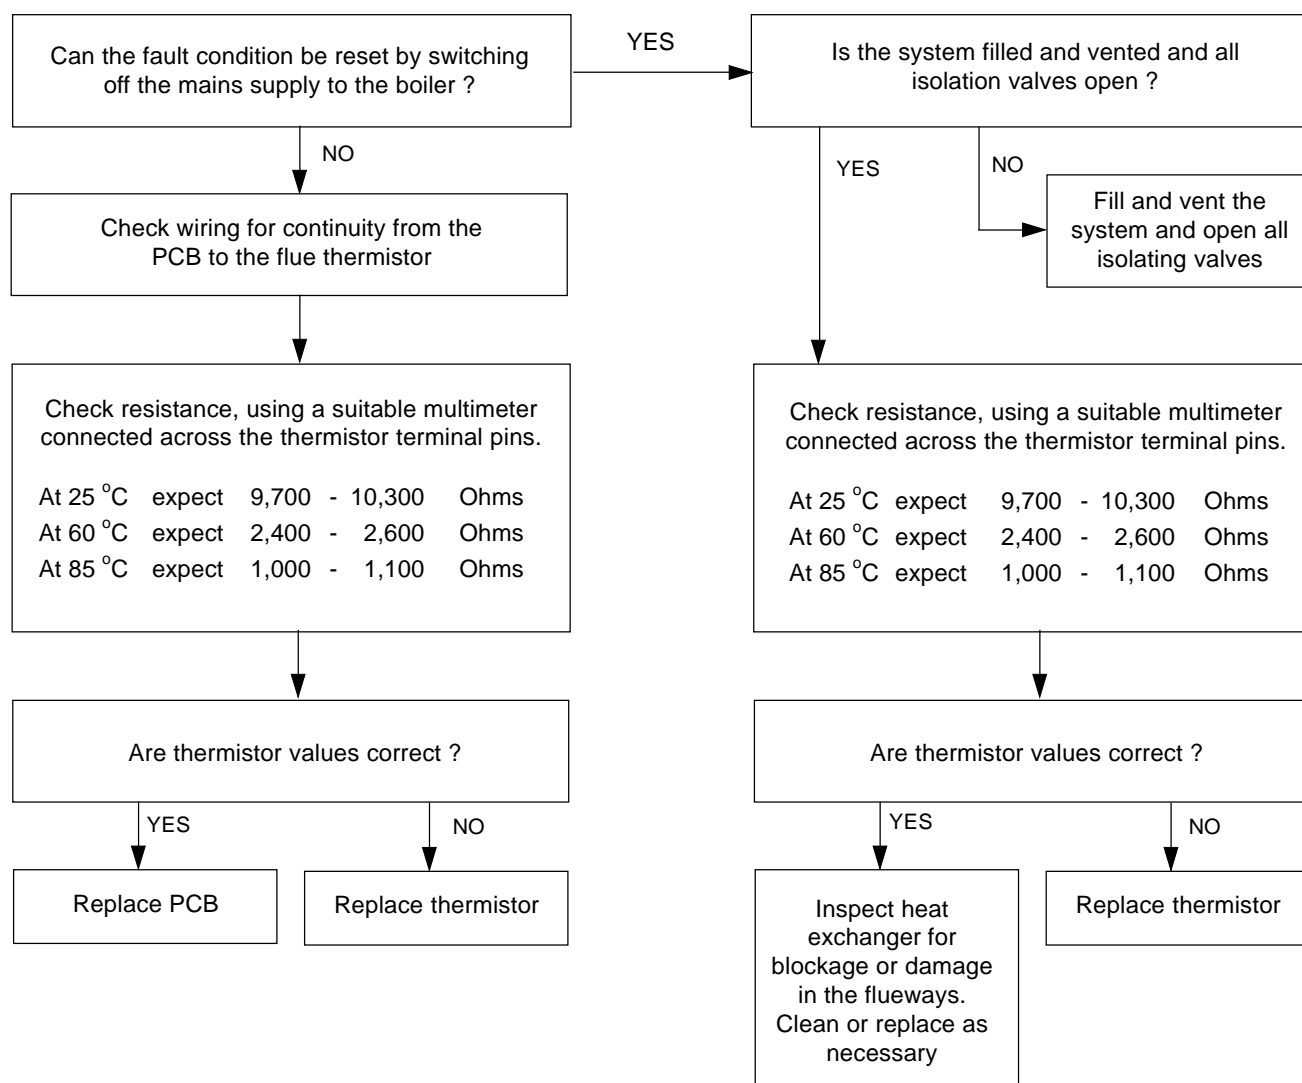 Can the fault condition be reset by switching
off the mains supply to the boiler ?
YES
Is the system filled and vented and all
isolation valves open ?
NO
Check wiring for continuity from the
PCB to the flue thermistor
YES
NO
Fill and vent the
system and open all
isolating valves
Check resistance, using a suitable multimeter
connected across the thermistor terminal pins.
At 25 °C expect 9,700 - 10,300 Ohms
At 60 °C expect 2,400 - 2,600 Ohms
At 85 °C expect 1,000 - 1,100 Ohms
Check resistance, using a suitable multimeter
connected across the thermistor terminal pins.
At 25 °C expect 9,700 - 10,300 Ohms
At 60 °C expect 2,400 - 2,600 Ohms
At 85 °C expect 1,000 - 1,100 Ohms
Are thermistor values correct ?
YES
NO
Replace PCB
Replace thermistor
Are thermistor values correct ?
YES
NO
Inspect heat
exchanger for
blockage or damage
in the flueways.
Clean or replace as
necessary
Replace thermistor